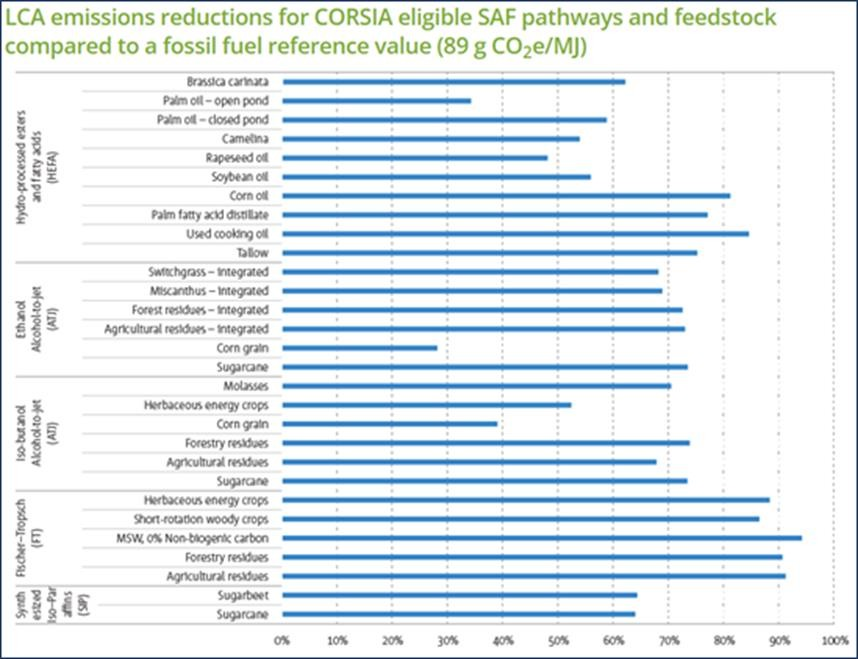 LCA emissions reductions for CORSIA eligible SAF pathways and feedstock
compared to a fossil fuel reference value (89 g CO₂e/MJ)
Hydro-processed esters
and fatty acids
(HEFA)
Brassica carinata
Palm oil – open pond
Palm oil – closed pond
Camelina
Rapeseed oil
Soybean oil
Corn oil
Palm fatty acid distillate
Used cooking oil
Tallow
Ethanol
Alcohol-to-jet
(ATJ)
Switchgrass – integrated
Miscanthus – integrated
Forest residues – integrated
Agricultural residues – integrated
Corn grain
Sugarcane
Iso-butanol
Alcohol-to-jet
(ATJ)
Molasses
Herbaceous energy crops
Corn grain
Forestry residues
Agricultural residues
Sugarcane
Fischer–Tropsch
(FT)
Herbaceous energy crops
Short-rotation woody crops
MSW, 0% Non-biogenic carbon
Forestry residues
Agricultural residues
Synth
esized
Iso–Par
affins
(SIP)
Sugarbeet
Sugarcane
0% 10% 20% 30% 40% 50% 60% 70% 80% 90% 100%